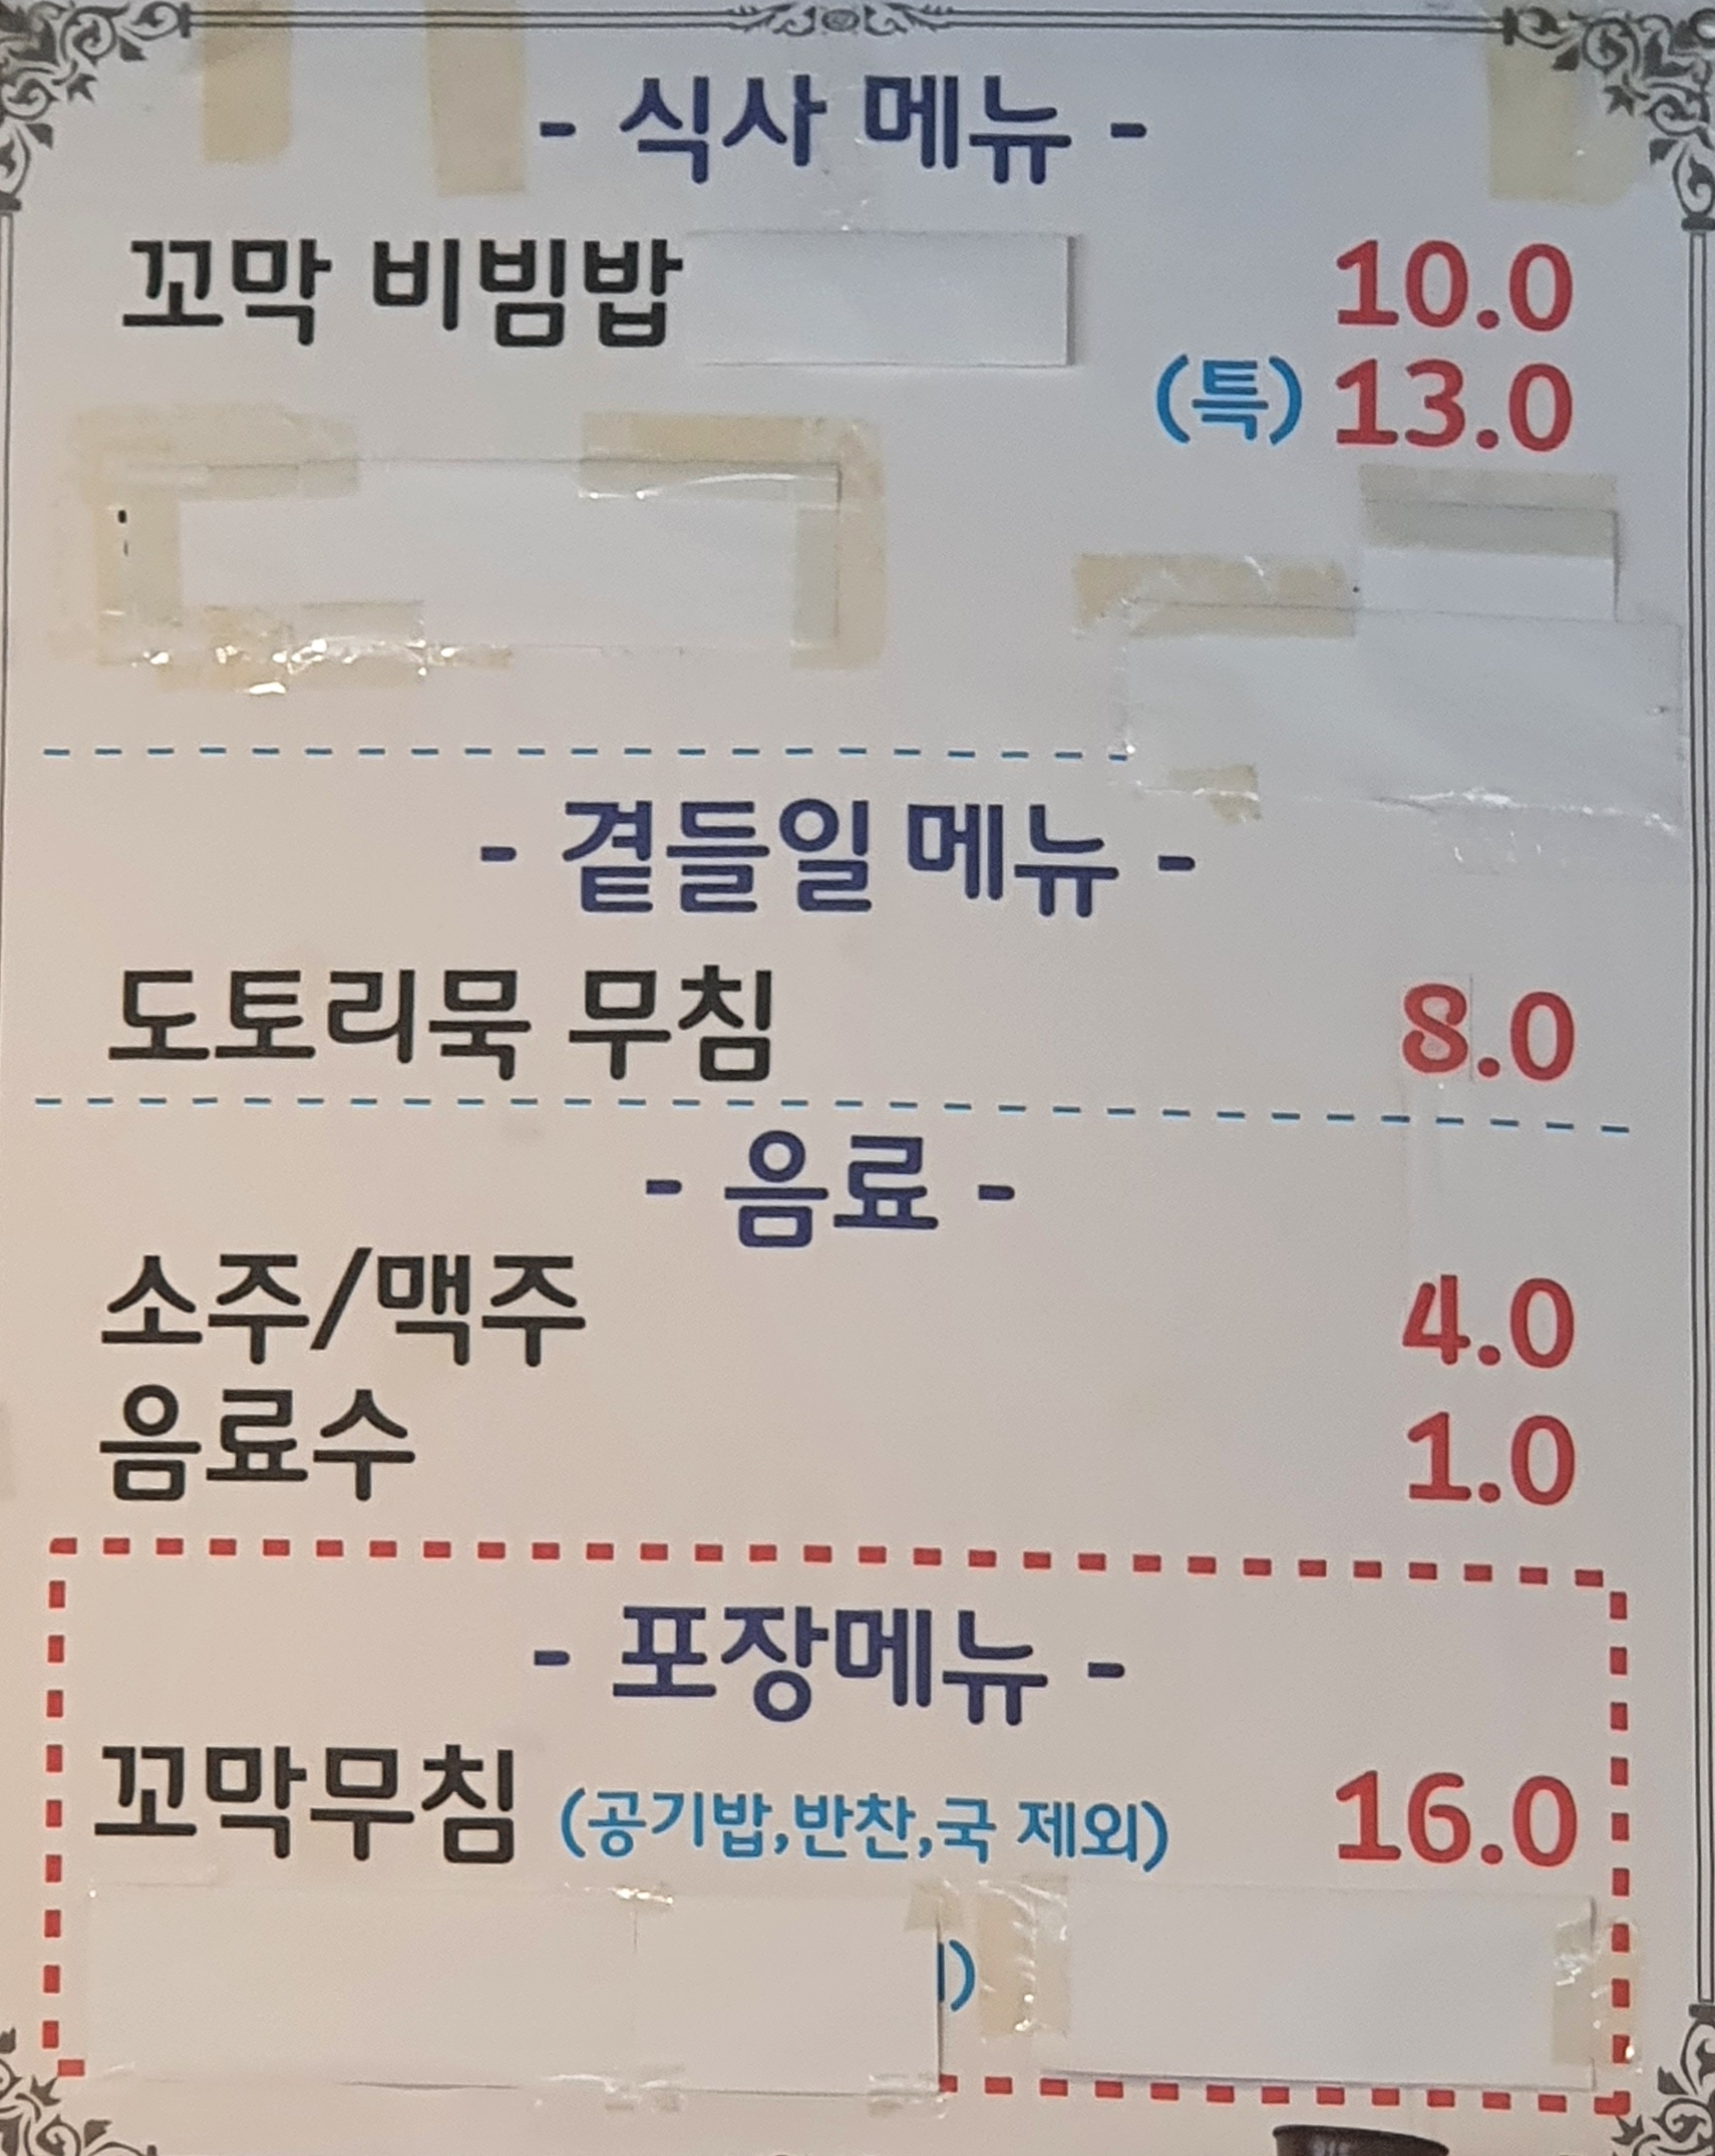 - 식사 메뉴 -
꼬막 비빔밥 10.0
(특) 13.0
- 곁들일 메뉴 -
도토리묵 무침 8.0
- 음료 -
소주/맥주 4.0
음료수 1.0
- 포장메뉴 -
꼬막무침 (공기밥,반찬,국 제외) 16.0
)